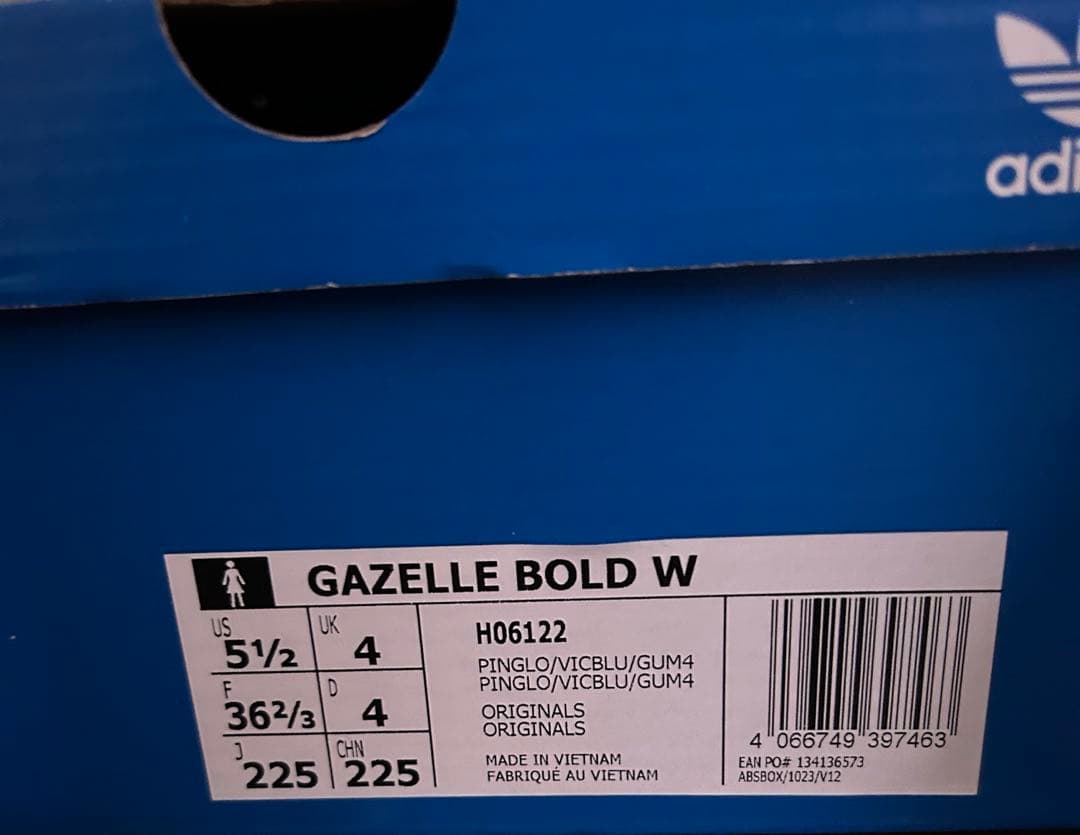 adi
GAZELLE BOLD W
US 5½ UK 4
F 36⅔ D 4
J 225 CHN 225
H06122
PINGLO/VICBLU/GUM4
PINGLO/VICBLU/GUM4
ORIGINALS
ORIGINALS
MADE IN VIETNAM
FABRIQUÉ AU VIETNAM
4 066749 397463
EAN PO# 134136573
ABSBOX/1023/V12